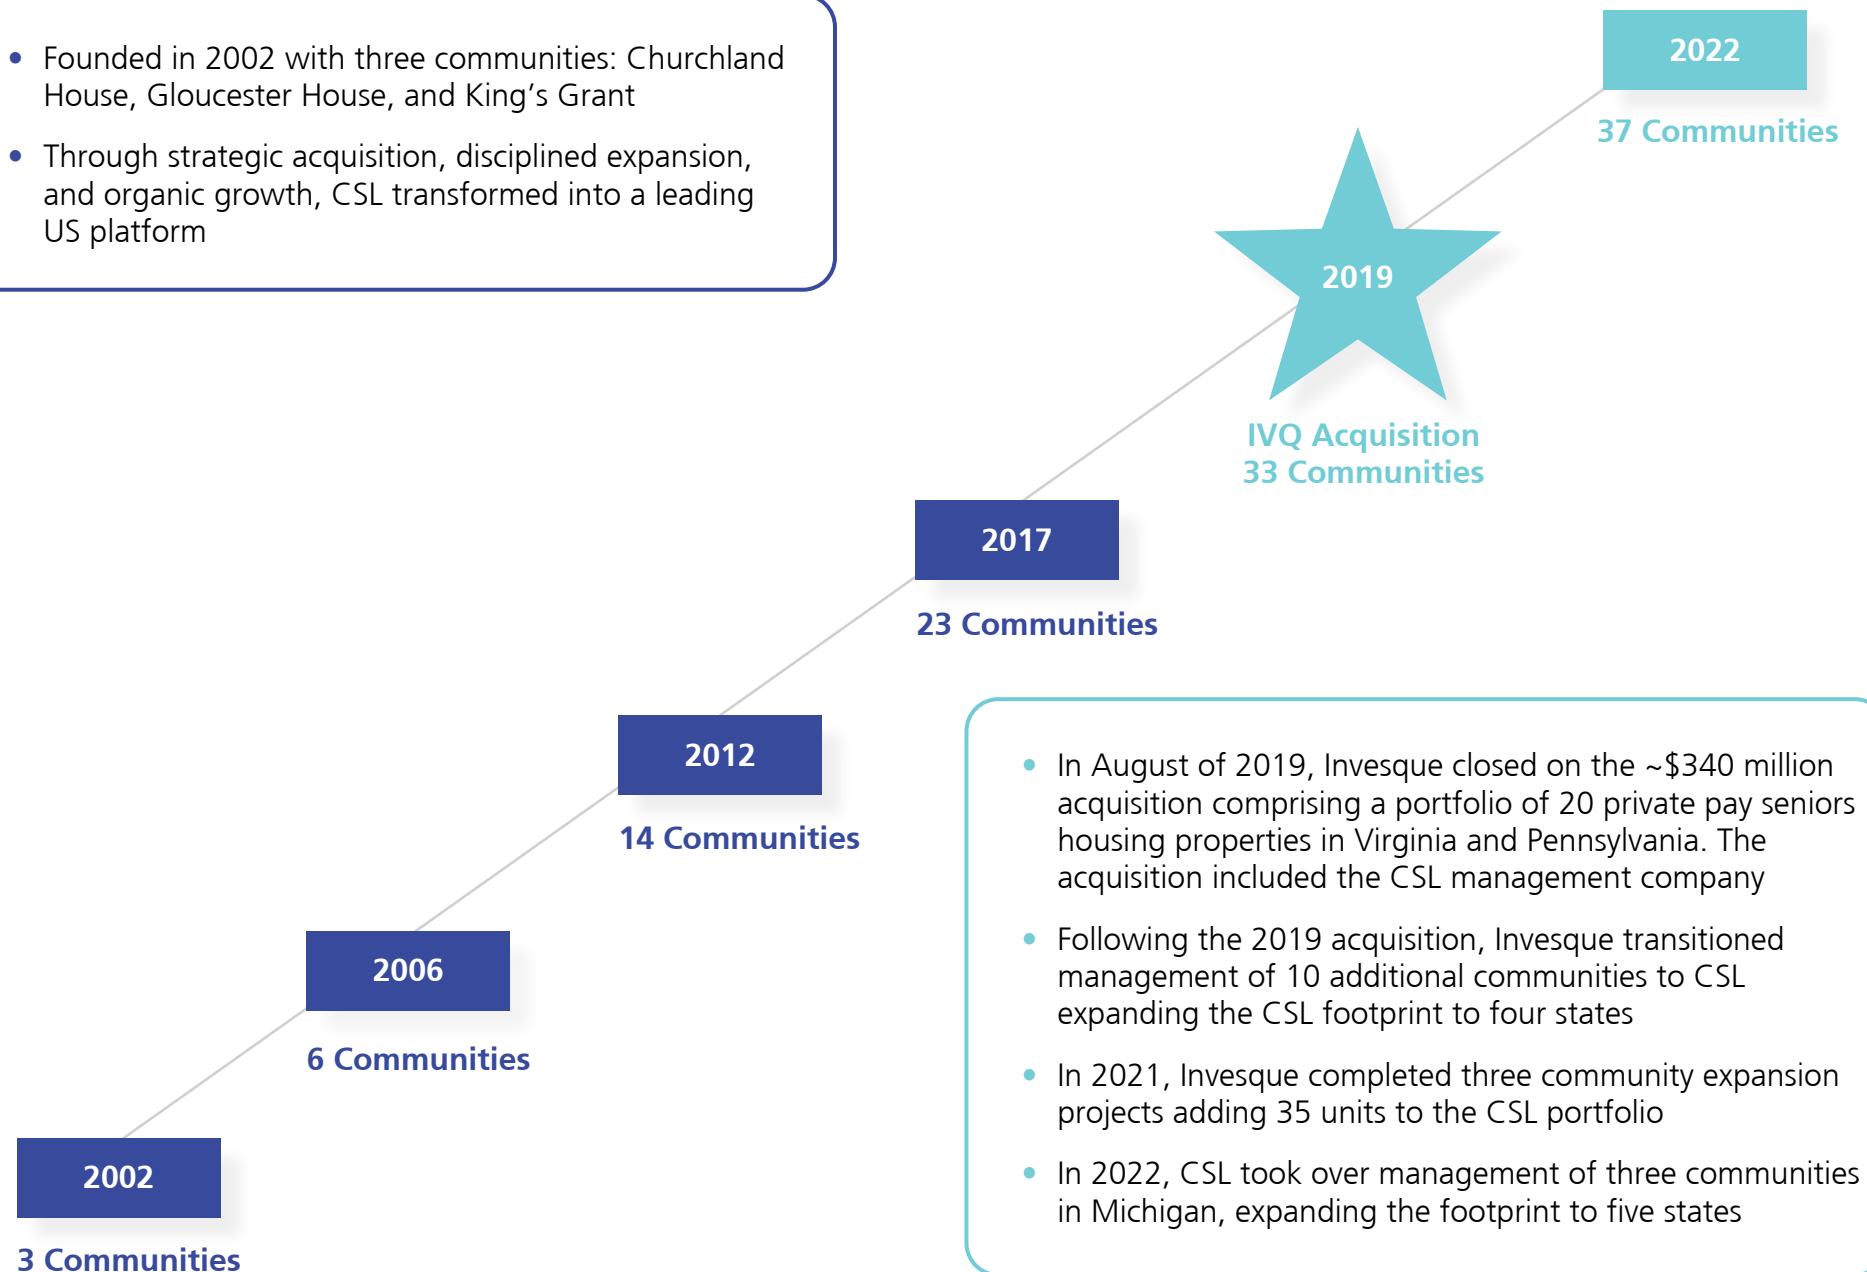 • Founded in 2002 with three communities: Churchland
House, Gloucester House, and King’s Grant
• Through strategic acquisition, disciplined expansion,
and organic growth, CSL transformed into a leading
US platform
2022
37 Communities
2019
IVQ Acquisition
33 Communities
2017
23 Communities
2012
14 Communities
2006
6 Communities
2002
3 Communities
• In August of 2019, Invesque closed on the ~$340 million
acquisition comprising a portfolio of 20 private pay seniors
housing properties in Virginia and Pennsylvania. The
acquisition included the CSL management company
• Following the 2019 acquisition, Invesque transitioned
management of 10 additional communities to CSL
expanding the CSL footprint to four states
• In 2021, Invesque completed three community expansion
projects adding 35 units to the CSL portfolio
• In 2022, CSL took over management of three communities
in Michigan, expanding the footprint to five states